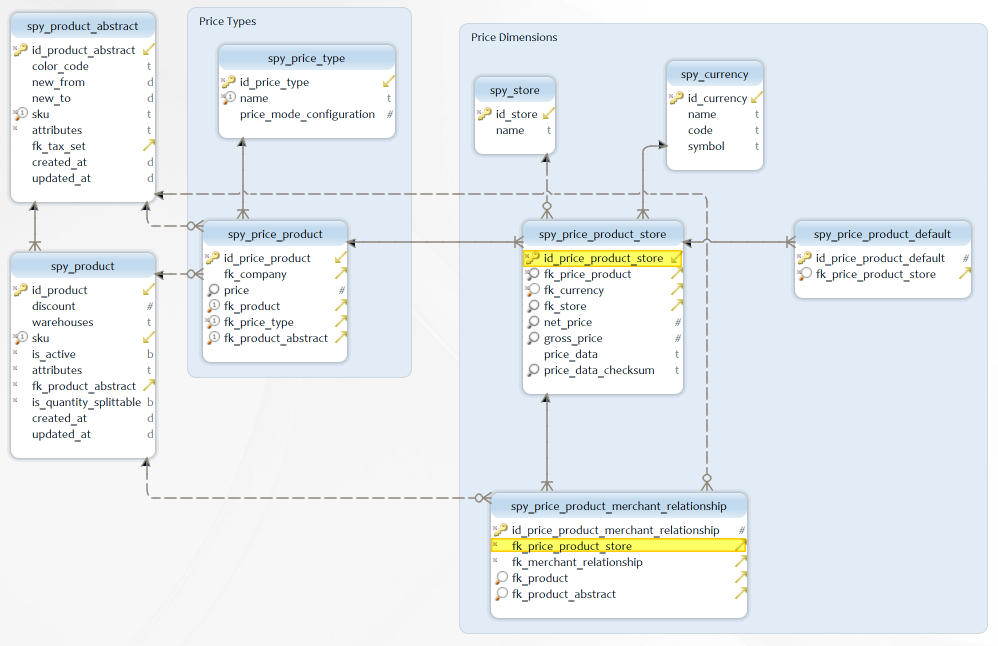 spy_product_abstract
id_product_abstract
color_code t
new_from d
new_to d
sku t
attributes t
fk_tax_set
created_at d
updated_at d
Price Types
spy_price_type
id_price_type
name t
price_mode_configuration #
Price Dimensions
spy_store
id_store
name t
spy_currency
id_currency
name t
code t
symbol t
spy_product
id_product
discount #
warehouses t
sku
is_active b
attributes t
fk_product_abstract
is_quantity_splittable b
created_at d
updated_at d
spy_price_product
id_price_product
fk_company
price #
fk_product
fk_price_type
fk_product_abstract
spy_price_product_store
id_price_product_store
fk_price_product
fk_currency
fk_store
net_price #
gross_price #
price_data t
price_data_checksum t
spy_price_product_default
id_price_product_default #
fk_price_product_store
spy_price_product_merchant_relationship
id_price_product_merchant_relationship #
fk_price_product_store
fk_merchant_relationship
fk_product
fk_product_abstract